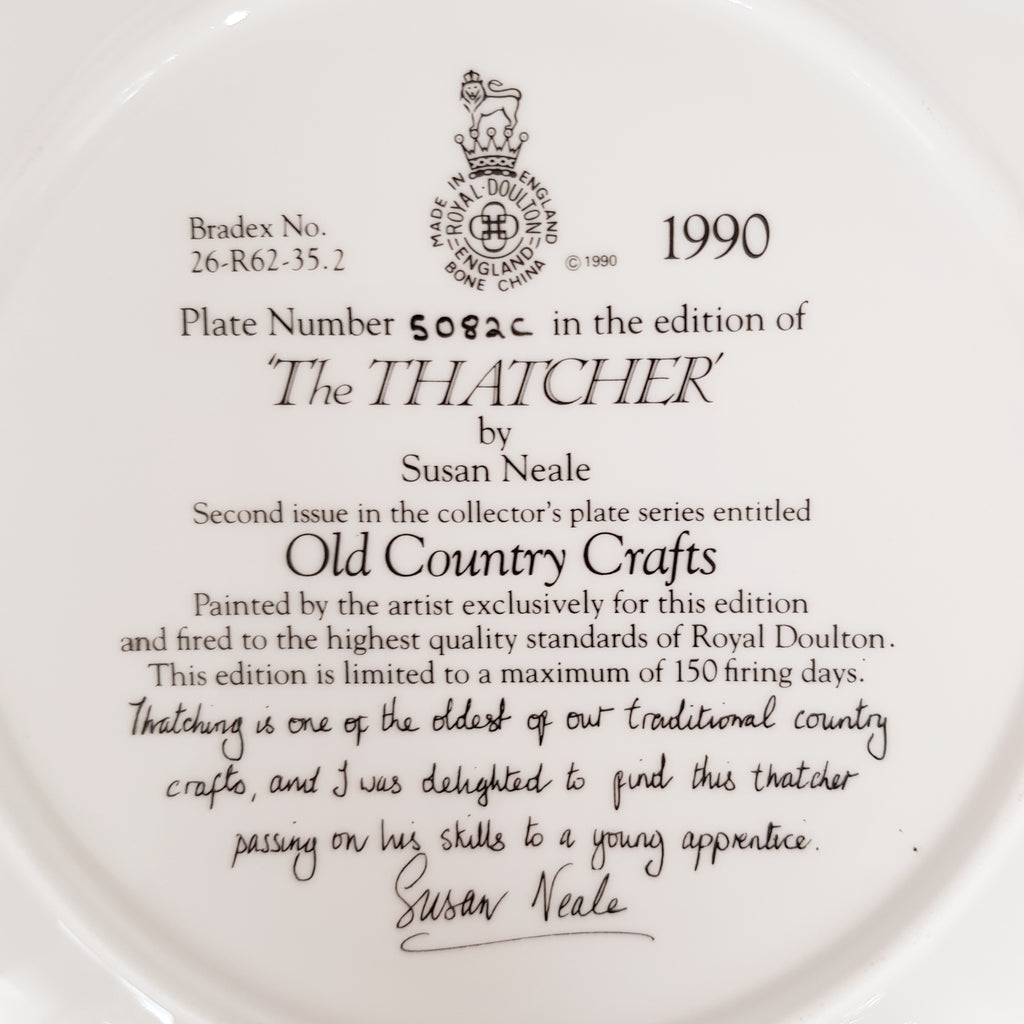 MADE IN ENGLAND
ROYAL·DOULTON
ENGLAND
BONE CHINA
Bradex No.
26-R62-35.2
©1990
1990
Plate Number 5082C in the edition of
'The THATCHER'
by
Susan Neale
Second issue in the collector's plate series entitled
Old Country Crafts
Painted by the artist exclusively for this edition
and fired to the highest quality standards of Royal Doulton.
This edition is limited to a maximum of 150 firing days.
Thatching is one of the oldest of our traditional country
crafts, and I was delighted to find this thatcher
passing on his skills to a young apprentice.
Susan Neale